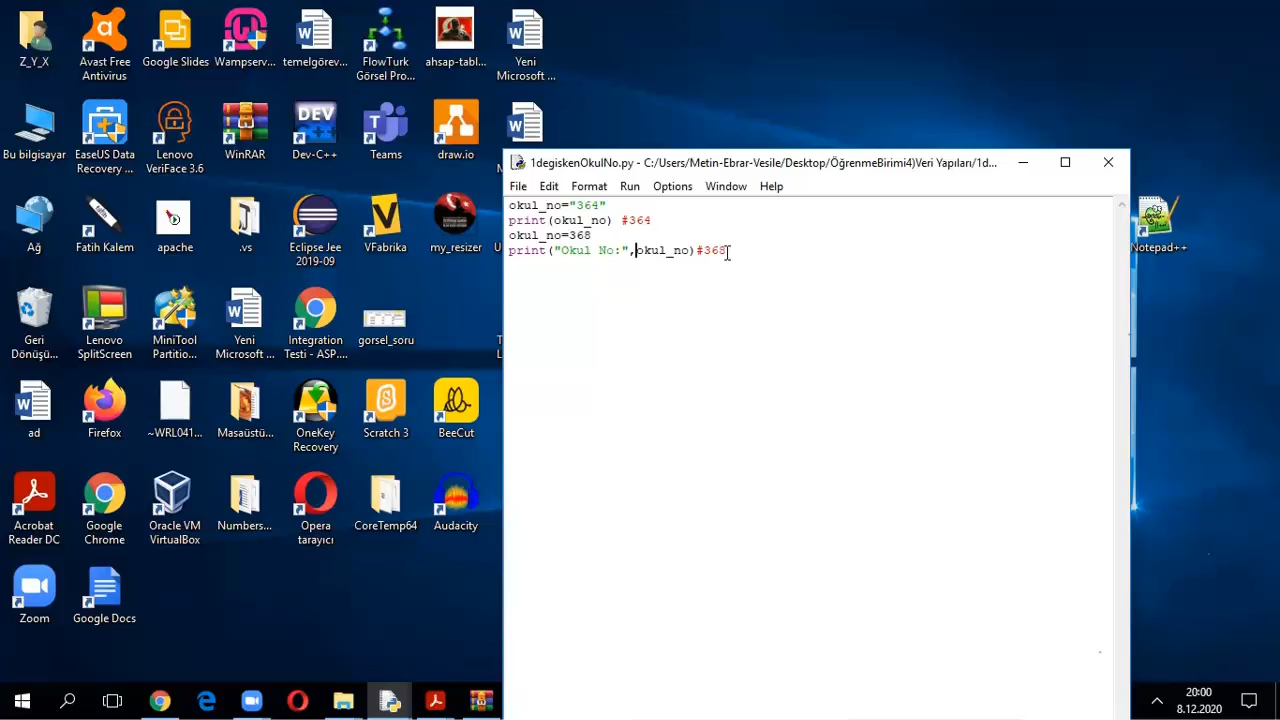 Z_Y_X
Avast Free
Antivirus
Google Slides
Wampserv...
temelgörev...
FlowTurk
Görsel Pro...
ahsap-tabl...
Yeni
Microsoft ...
Bu bilgisayar
EaseUS Data
Recovery ...
Lenovo
VeriFace 3.6
WinRAR
DEV
Dev-C++
Teams
draw.io
Ağ
Fatih Kalem
apache
.vs
Eclipse Jee
2019-09
VFabrika
my_resizer
Geri
Dönüşü...
Lenovo
SplitScreen
MiniTool
Partitio...
Yeni
Microsoft ...
Integration
Testi - ASP....
gorsel_soru
ad
Firefox
~WRL041...
Masaüstü...
OneKey
Recovery
Scratch 3
BeeCut
Acrobat
Reader DC
Google
Chrome
Oracle VM
VirtualBox
Numbers...
Opera
tarayıcı
CoreTemp64
Audacity
Zoom
Google Docs
Notepad++
1degiskenOkulNo.py - C:/Users/Metin-Ebrar-Vesile/Desktop/ÖğrenmeBirimi4)Veri Yapıları/1d...
File Edit Format Run Options Window Help
okul_no="364"
print(okul_no) #364
okul_no=368
print("Okul No:",okul_no)#368
20:00
8.12.2020